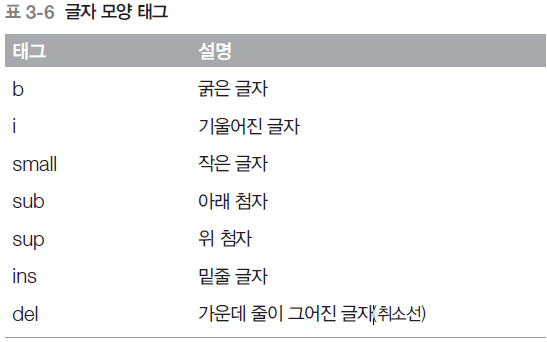 표 3-6 글자 모양 태그
태그 설명
b 굵은 글자
i 기울어진 글자
small 작은 글자
sub 아래 첨자
sup 위 첨자
ins 밑줄 글자
del 가운데 줄이 그어진 글자(취소선)